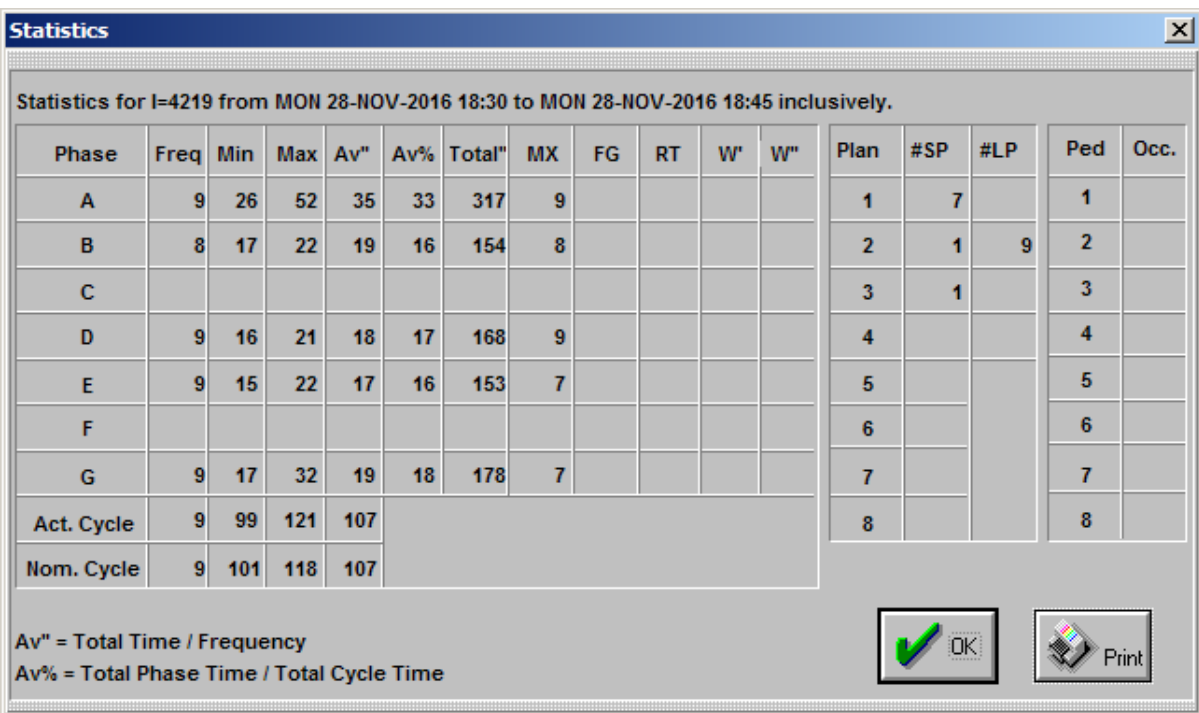 Statistics
Statistics for I=4219 from MON 28-NOV-2016 18:30 to MON 28-NOV-2016 18:45 inclusively.
Phase Freq Min Max Av" Av% Total" MX FG RT W' W"
A 9 26 52 35 33 317 9
B 8 17 22 19 16 154 8
C
D 9 16 21 18 17 168 9
E 9 15 22 17 16 153 7
F
G 9 17 32 19 18 178 7
Act. Cycle 9 99 121 107
Nom. Cycle 9 101 118 107
Plan #SP #LP
1 7
2 1 9
3 1
4
5
6
7
8
Ped Occ.
1
2
3
4
5
6
7
8
Av" = Total Time / Frequency
Av% = Total Phase Time / Total Cycle Time
OK
Print